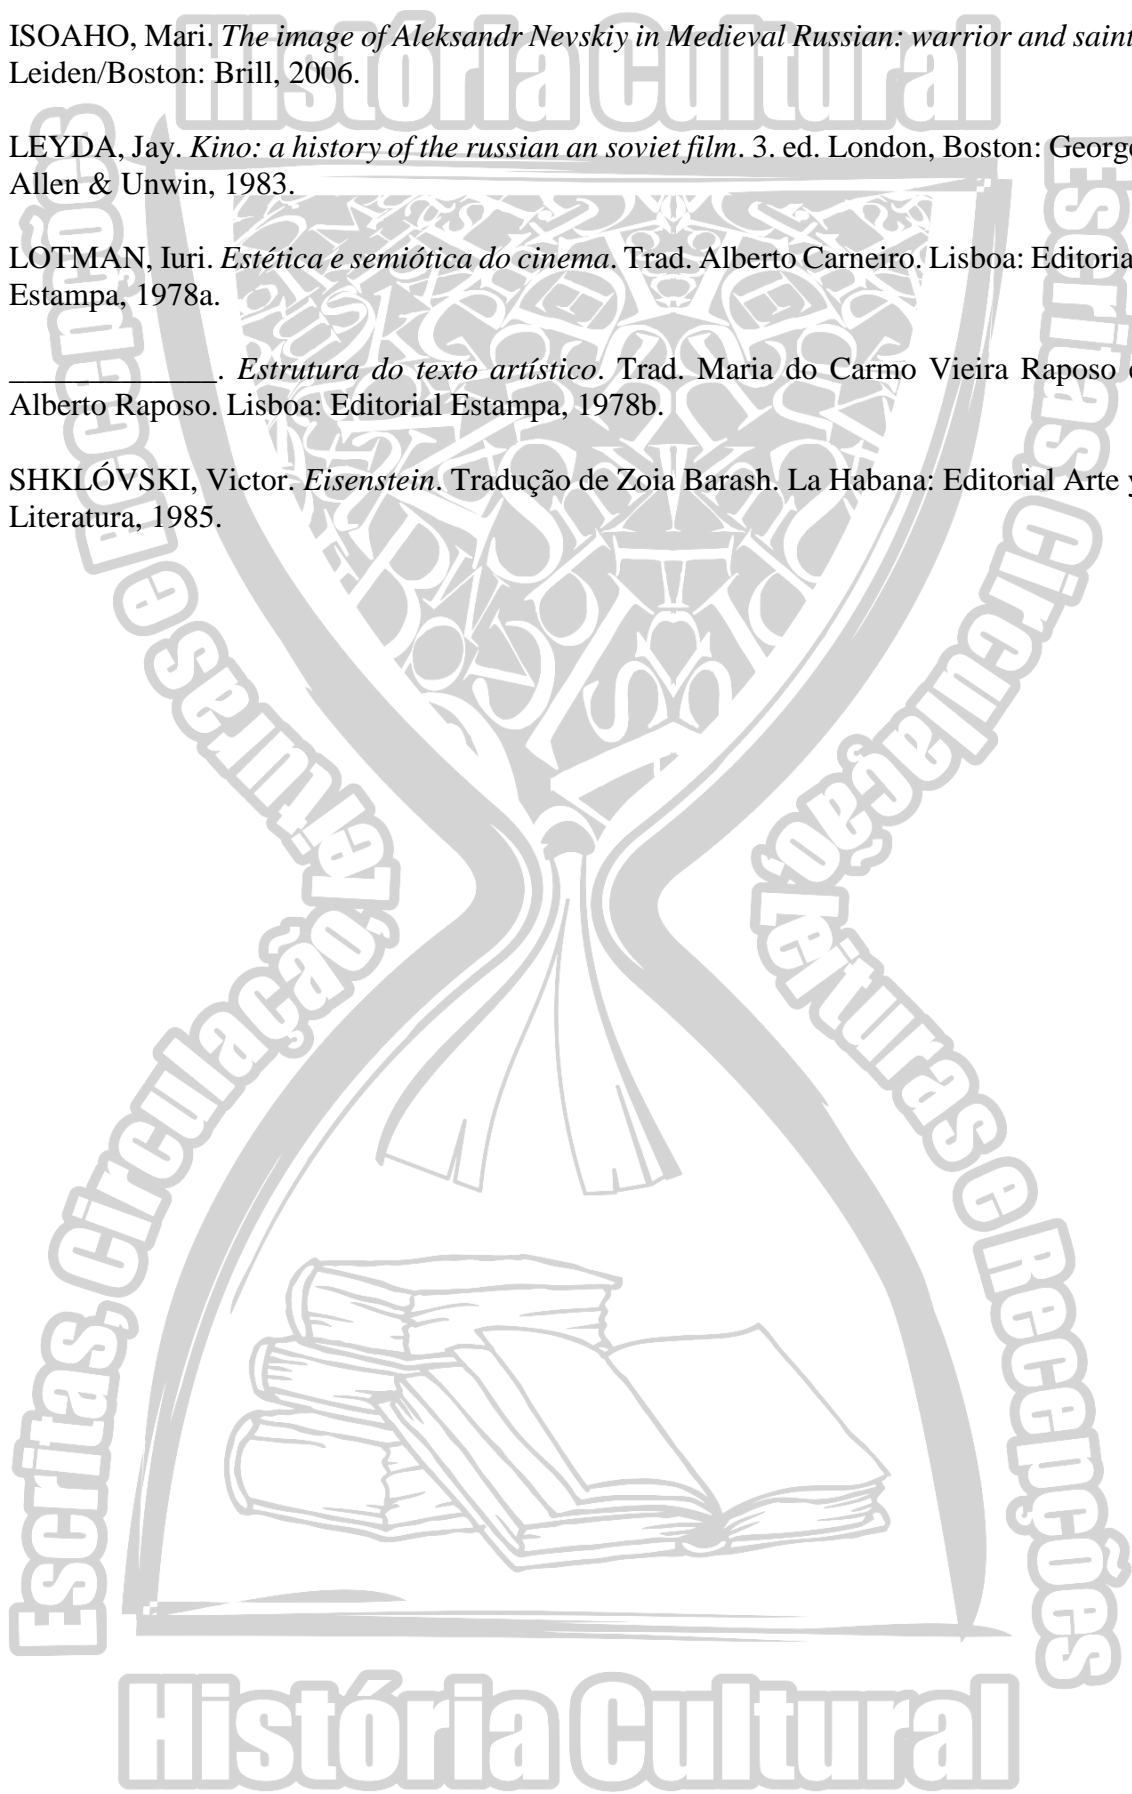 História Cultural
ISOAHO, Mari. The image of Aleksandr Nevskiy in Medieval Russian: warrior and saint
Leiden/Boston: Brill, 2006.
LEYDA, Jay. Kino: a history of the russian an soviet film. 3. ed. London, Boston: George
Allen & Unwin, 1983.
LOTMAN, Iuri. Estética e semiótica do cinema. Trad. Alberto Carneiro. Lisboa: Editoria
Estampa, 1978a.
_____________. Estrutura do texto artístico. Trad. Maria do Carmo Vieira Raposo e
Alberto Raposo. Lisboa: Editorial Estampa, 1978b.
SHKLÓVSKI, Victor. Eisenstein. Tradução de Zoia Barash. La Habana: Editorial Arte y
Literatura, 1985.
Escritas, Circulação, Leituras e Recepções
Escritas Circulação, Leituras e Recepções
História Cultural